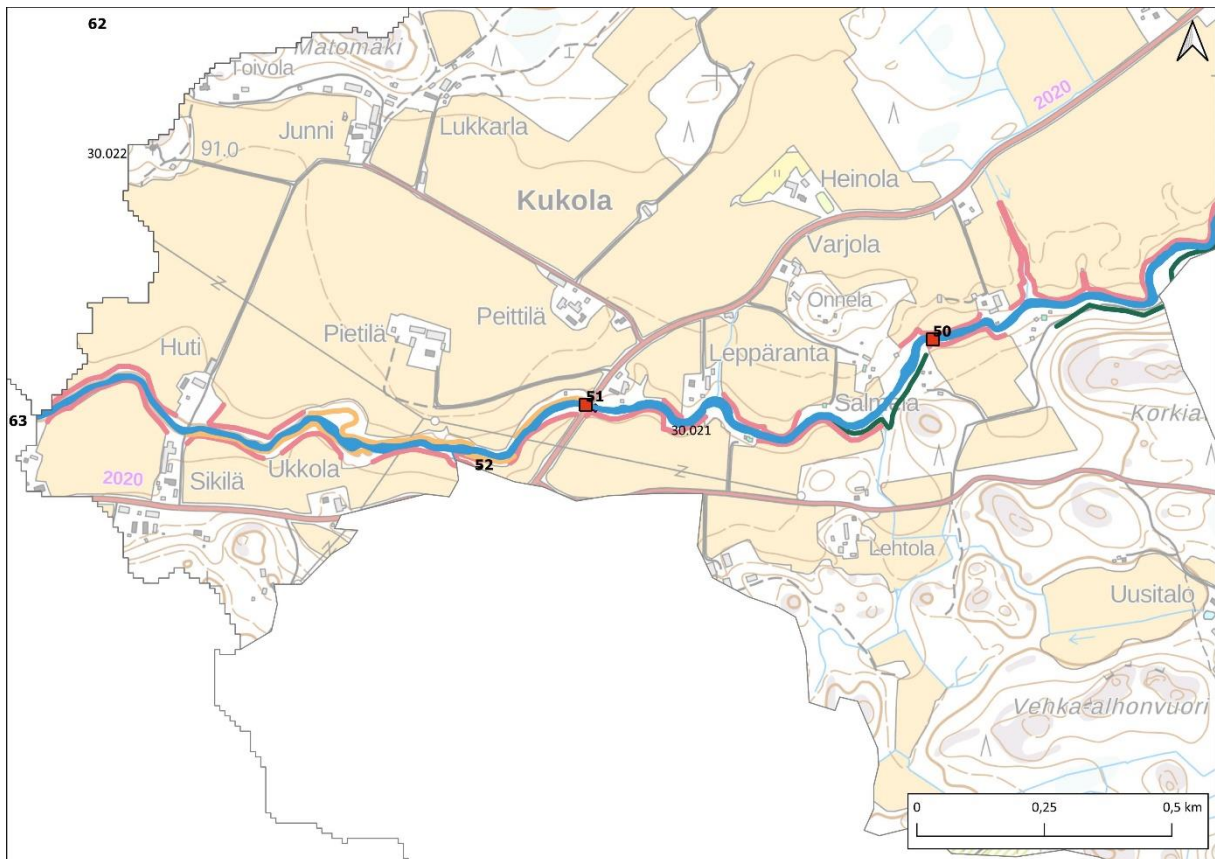 62
Matomäki
Toivola
2020
Junni
Lukkarla
30.022
91.0
Heinola
Kukola
Varjola
Onnela
Peittilä
50
Pietilä
Leppäranta
Huti
51
Salmela
Korkia
63
30.021
52
Ukkola
2020
Sikilä
Lehtola
Uusitalo
Vehka-alhonvuori
0
0,25
0,5 km